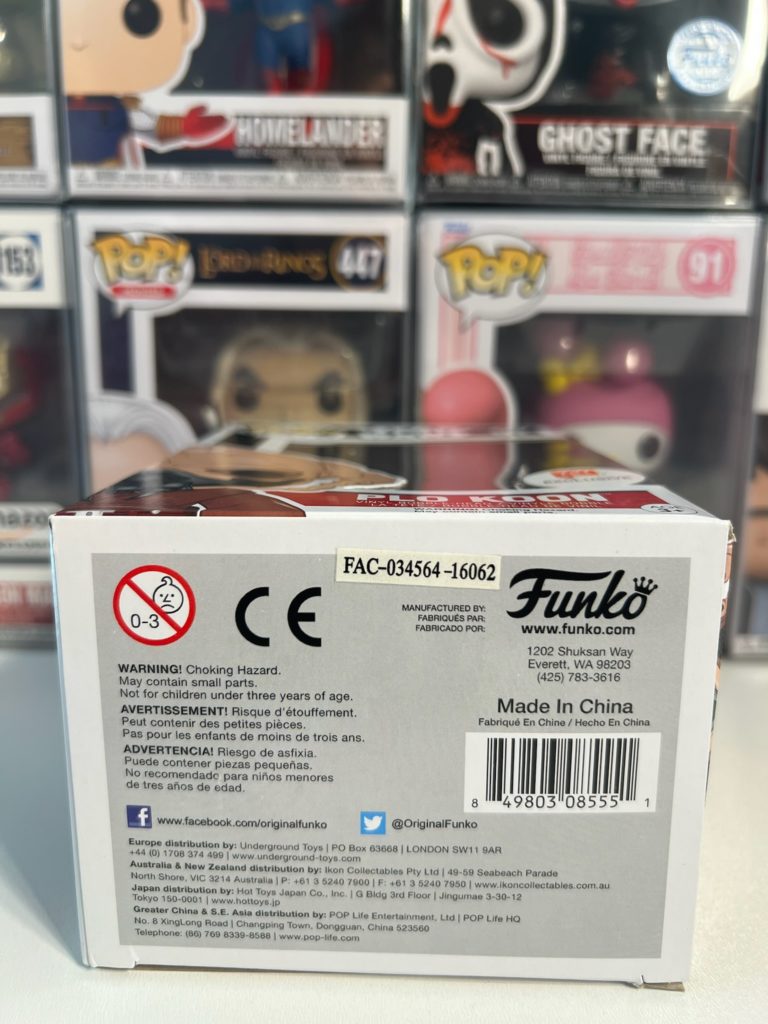 HOMELANDER
GHOST FACE
Funko
153
POP!
LORD OF THE RINGS
447
POP!
91
EXCLUSIVE
PLO KOON
FAC-034564-16062
0-3
CE
MANUFACTURED BY:
FABRIQUÉS PAR:
FABRICADO POR:
Funko
www.funko.com
1202 Shuksan Way
Everett, WA 98203
(425) 783-3616
Made In China
Fabriqué En Chine / Hecho En China
WARNING! Choking Hazard.
May contain small parts.
Not for children under three years of age.
AVERTISSEMENT! Risque d'étouffement.
Peut contenir des petites pièces.
Pas pour les enfants de moins de trois ans.
ADVERTENCIA! Riesgo de asfixia.
Puede contener piezas pequeñas.
No recomendado para niños menores
de tres años de edad.
8 49803 08555 1
f www.facebook.com/originalfunko
@OriginalFunko
Europe distribution by: Underground Toys | PO Box 63668 | LONDON SW11 9AR
+44 (0) 1708 374 499 | www.underground-toys.com
Australia & New Zealand distribution by: Ikon Collectables Pty Ltd | 49-59 Seabeach Parade
North Shore, VIC 3214 Australia | P: +61 3 5240 7900 | F: +61 3 5240 7950 | www.ikoncollectables.com.au
Japan distribution by: Hot Toys Japan Co., Inc. | G Bldg 3rd Floor | Jingumae 3-30-12
Tokyo 150-0001 | www.hottoys.jp
Greater China & S.E. Asia distribution by: POP Life Entertainment, Ltd | POP Life HQ
No. 8 XingLong Road | Changping Town, Dongguan, China 523560
Telephone: (86) 769 8339-8588 | www.pop-life.com